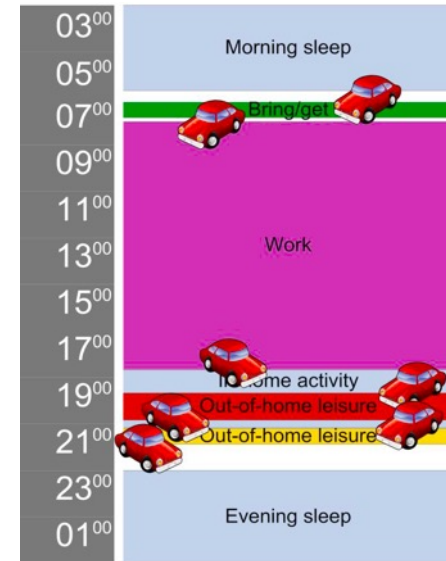 03⁰⁰
05⁰⁰
07⁰⁰
09⁰⁰
11⁰⁰
13⁰⁰
15⁰⁰
17⁰⁰
19⁰⁰
21⁰⁰
23⁰⁰
01⁰⁰
Morning sleep
Bring/get
Work
activity
Out-of-home leisure
Out-of-home leisure
Evening sleep